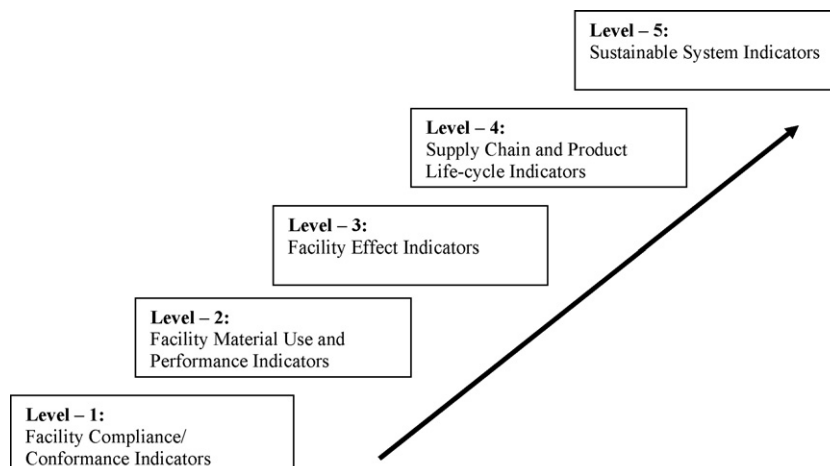 Level – 5:
Sustainable System Indicators
Level – 4:
Supply Chain and Product
Life-cycle Indicators
Level – 3:
Facility Effect Indicators
Level – 2:
Facility Material Use and
Performance Indicators
Level – 1:
Facility Compliance/
Conformance Indicators